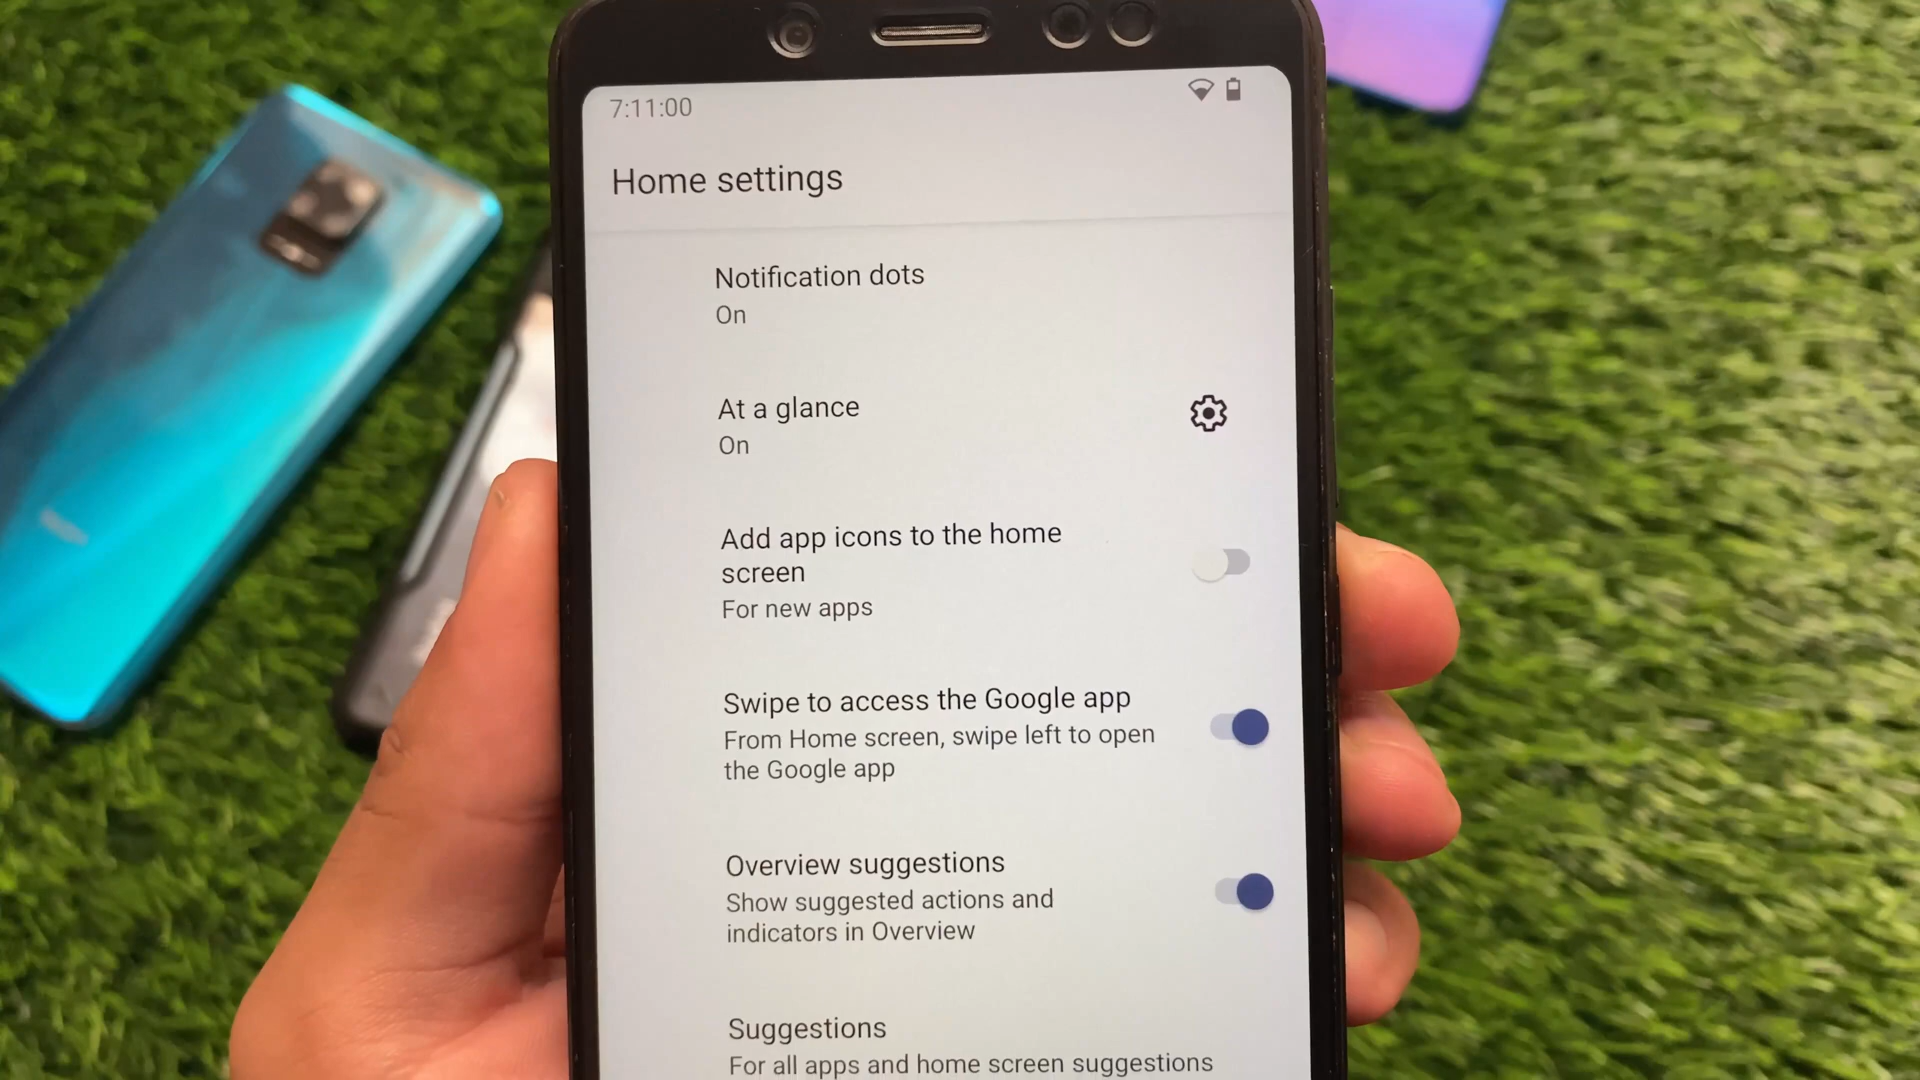 7:11:00
Home settings
Notification dots
On
At a glance
On
Add app icons to the home
screen
For new apps
Swipe to access the Google app
From Home screen, swipe left to open
the Google app
Overview suggestions
Show suggested actions and
indicators in Overview
Suggestions
For all apps and home screen suggestions